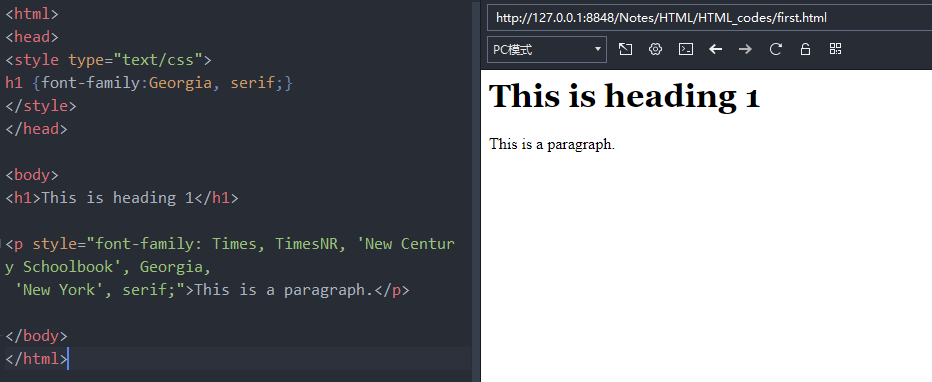 <html>
<head>
<style type="text/css">
h1 {font-family:Georgia, serif;}
</style>
</head>
<body>
<h1>This is heading 1</h1>
<p style="font-family: Times, TimesNR, 'New Centur
y Schoolbook', Georgia,
 'New York', serif;">This is a paragraph.</p>
</body>
</html>
http://127.0.0.1:8848/Notes/HTML/HTML_codes/first.html
PC模式
This is heading 1
This is a paragraph.